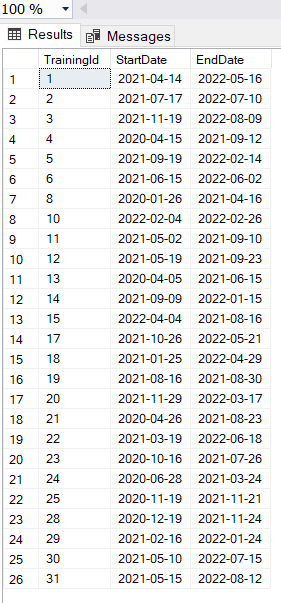 100 %
Results Messages
TrainingId StartDate EndDate
1 1 2021-04-14 2022-05-16
2 2 2021-07-17 2022-07-10
3 3 2021-11-19 2022-08-09
4 4 2020-04-15 2021-09-12
5 5 2021-09-19 2022-02-14
6 6 2021-06-15 2022-06-02
7 8 2020-01-26 2021-04-16
8 10 2022-02-04 2022-02-26
9 11 2021-05-02 2021-09-10
10 12 2021-05-19 2021-09-23
11 13 2020-04-05 2021-06-15
12 14 2021-09-09 2022-01-15
13 15 2022-04-04 2021-08-16
14 17 2021-10-26 2022-05-21
15 18 2021-01-25 2022-04-29
16 19 2021-08-16 2021-08-30
17 20 2021-11-29 2022-03-17
18 21 2020-04-26 2021-08-23
19 22 2021-03-19 2022-06-18
20 23 2020-10-16 2021-07-26
21 24 2020-06-28 2021-03-24
22 25 2020-11-19 2021-11-21
23 28 2020-12-19 2021-11-24
24 29 2021-02-16 2022-01-24
25 30 2021-05-10 2022-07-15
26 31 2021-05-15 2022-08-12